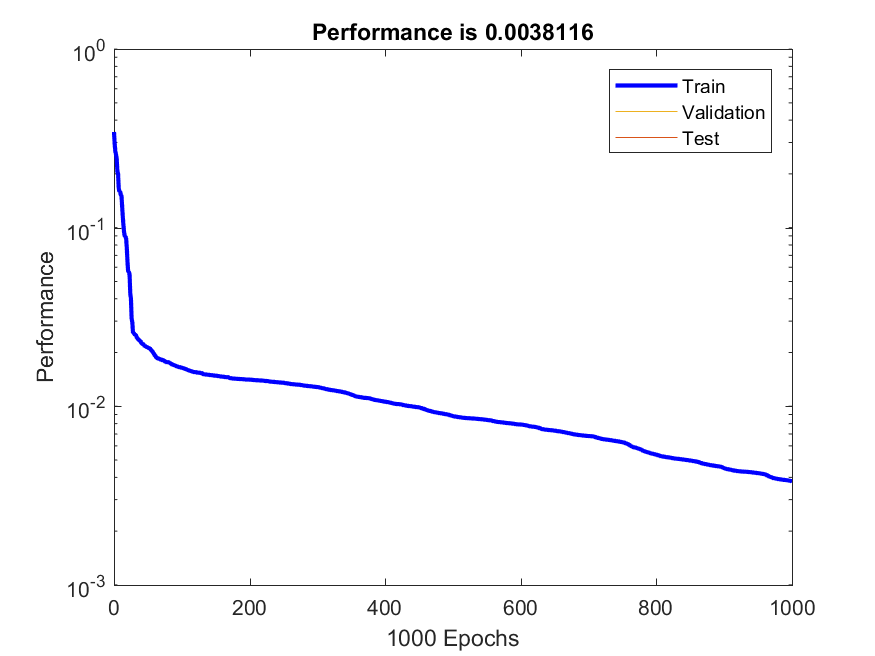 Performance is 0.0038116
10^0
Train
Validation
Test
10^-1
Performance
10^-2
10^-3
0 200 400 600 800 1000
1000 Epochs